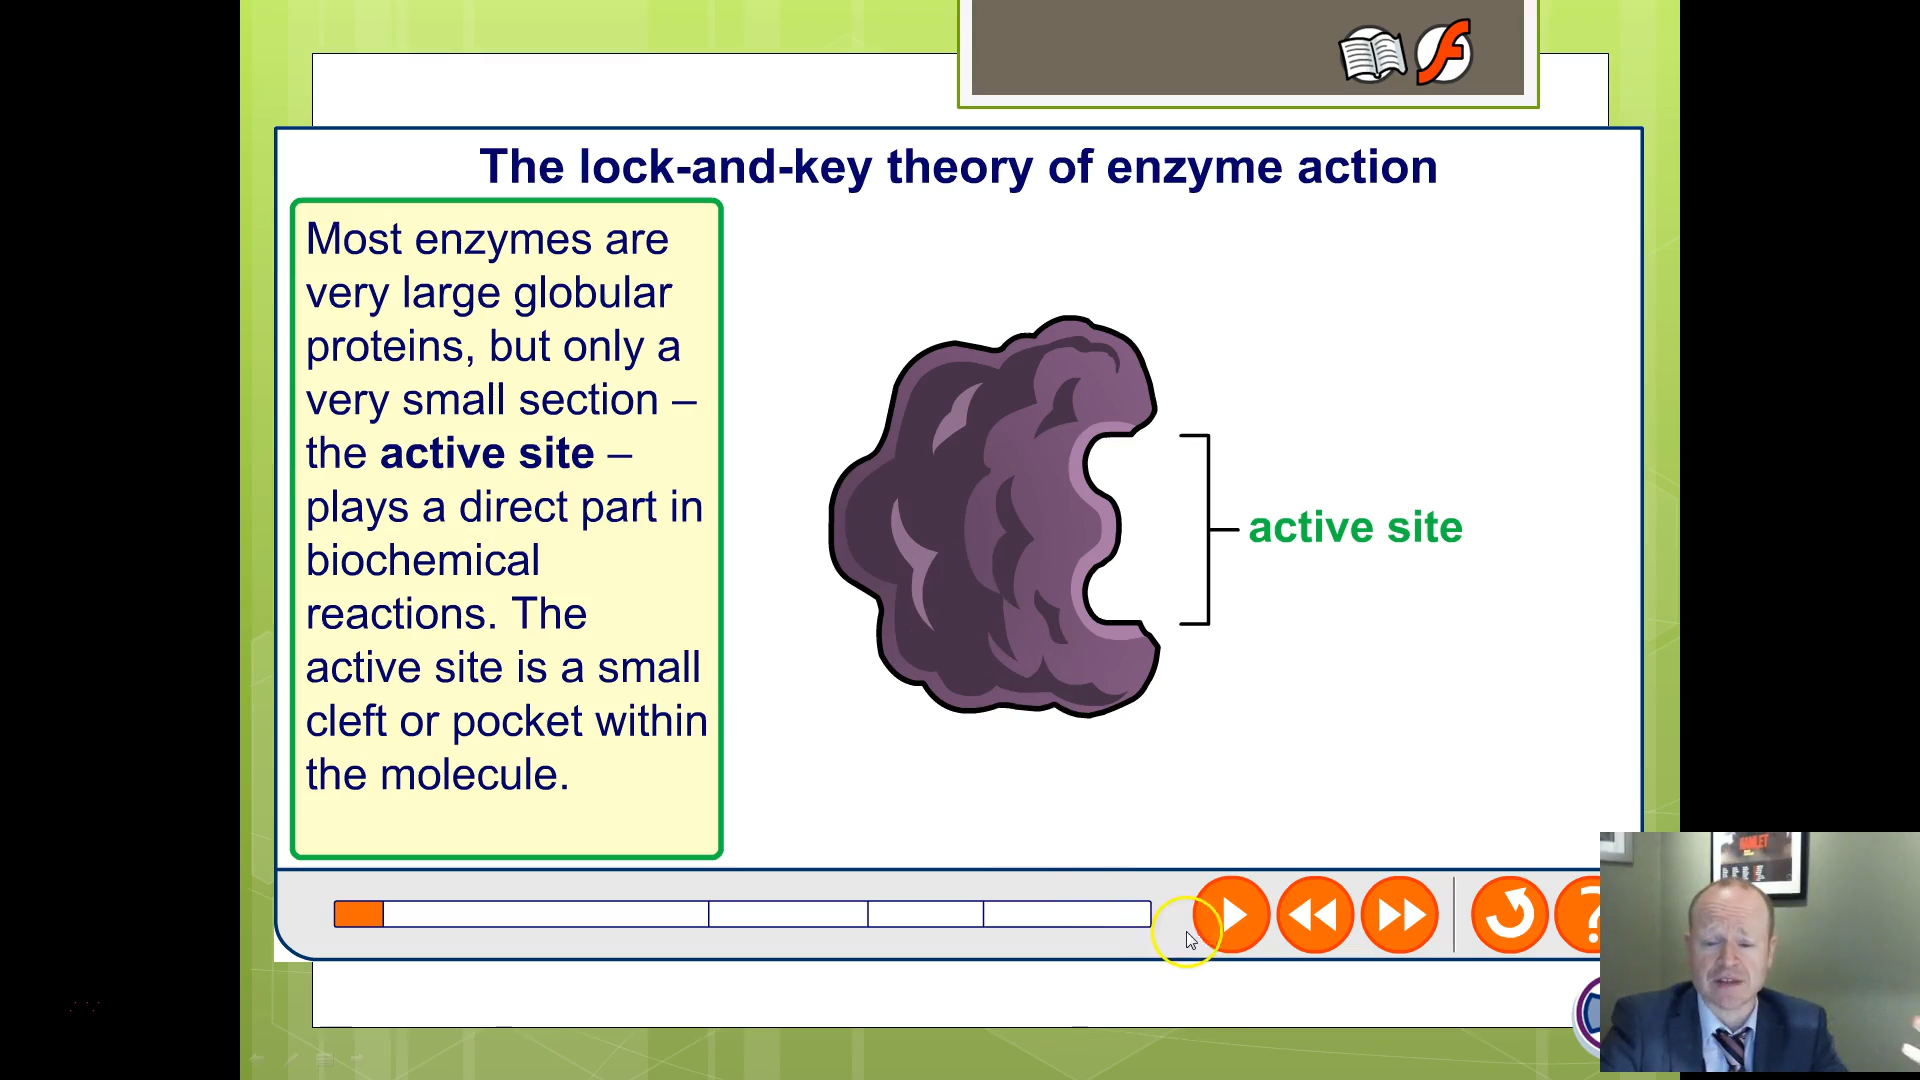 The lock-and-key theory of enzyme action
Most enzymes are
very large globular
proteins, but only a
very small section –
the active site –
plays a direct part in
biochemical
reactions. The
active site is a small
cleft or pocket within
the molecule.
active site
?
HAMLET